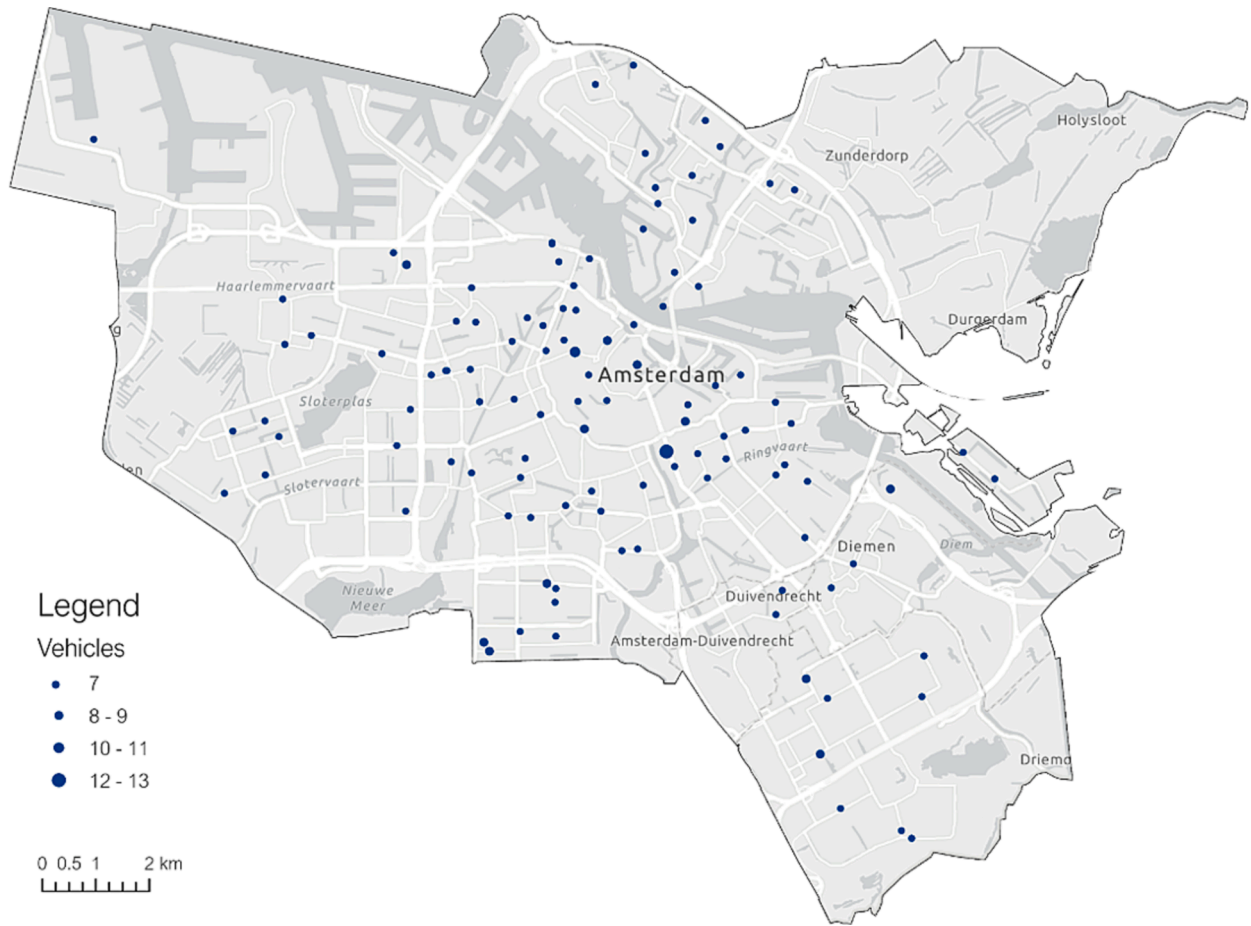 Holysloot
Zunderdorp
Haarlemmervaart
Durgerdam
g
Amsterdam
Sloterplas
Ringvaart
en
Slotervaart
Diemen
Diem
Nieuwe
Meer
Duivendrecht
Amsterdam-Duivendrecht
Driemo
Legend
Vehicles
7
8 - 9
10 - 11
12 - 13
0 0.5 1 2 km